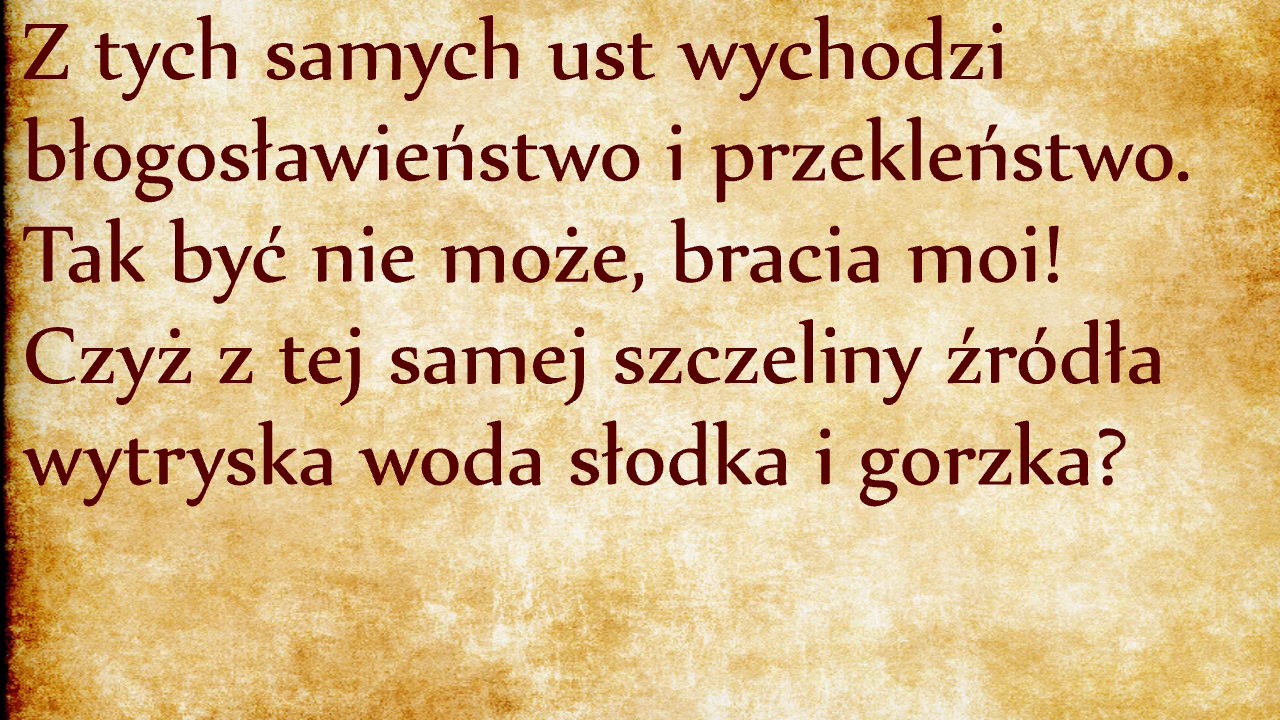 Z tych samych ust wychodzi
błogosławieństwo i przekleństwo.
Tak być nie może, bracia moi!
Czyż z tej samej szczeliny źródła
wytryska woda słodka i gorzka?